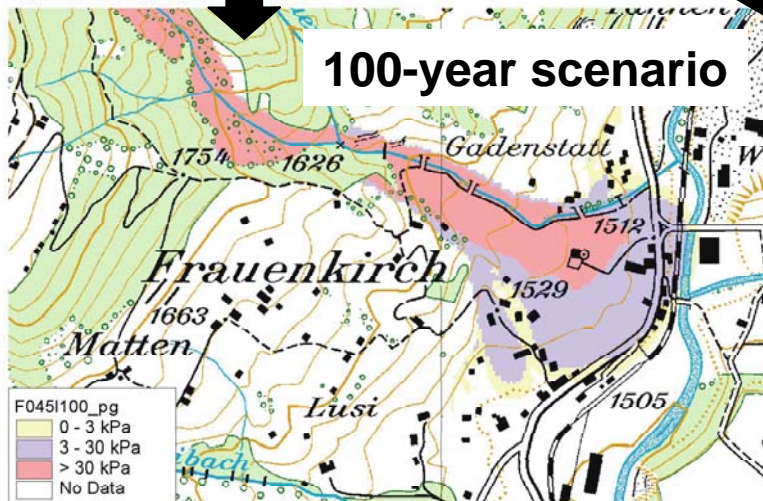 100-year scenario
Gadenstatt
1754
1626
1512
Frauenkirch
1529
1663
Matten
Lusi
1505
F045I100_pg
0 - 3 kPa
3 - 30 kPa
> 30 kPa
No Data